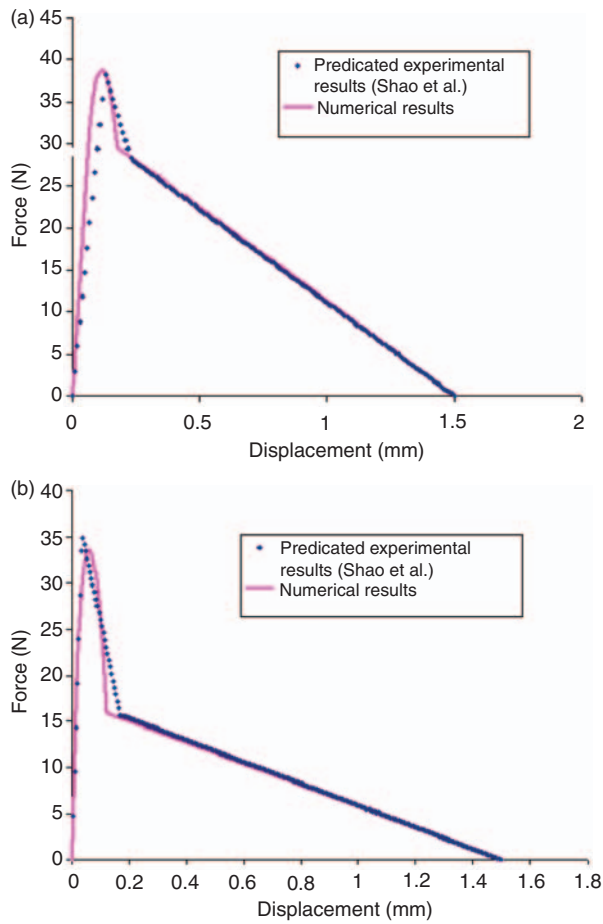 (a)
45
40
35
30
25
20
15
10
5
0
Force (N)
Predicated experimental
results (Shao et al.)
Numerical results
0
0.5
1
1.5
2
Displacement (mm)
(b)
40
35
30
25
20
15
10
5
0
Force (N)
Predicated experimental
results (Shao et al.)
Numerical results
0
0.2
0.4
0.6
0.8
1
1.2
1.4
1.6
1.8
Displacement (mm)